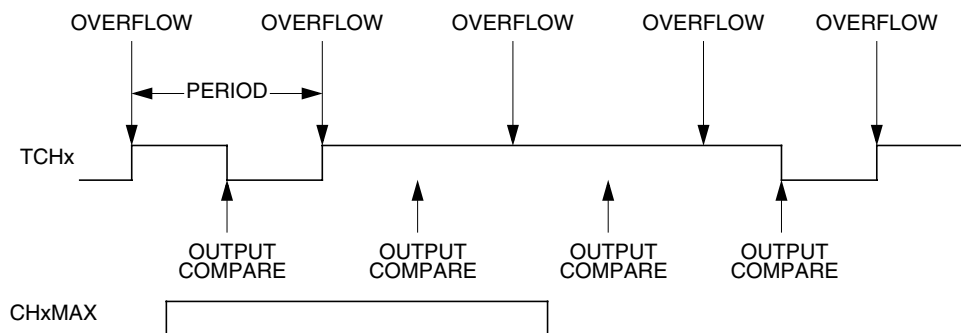 OVERFLOW OVERFLOW OVERFLOW OVERFLOW OVERFLOW
PERIOD
TCHx
OUTPUT COMPARE
OUTPUT COMPARE
OUTPUT COMPARE
OUTPUT COMPARE
CHxMAX